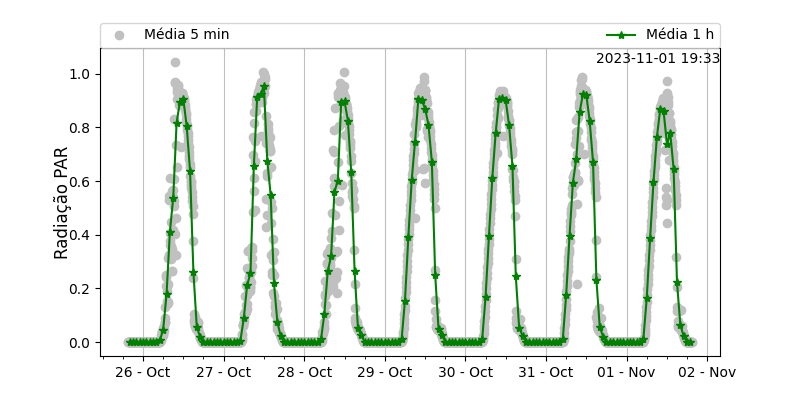 Média 5 min
Média 1 h
2023-11-01 19:33
Radiação PAR
1.0
0.8
0.6
0.4
0.2
0.0
26 - Oct
27 - Oct
28 - Oct
29 - Oct
30 - Oct
31 - Oct
01 - Nov
02 - Nov